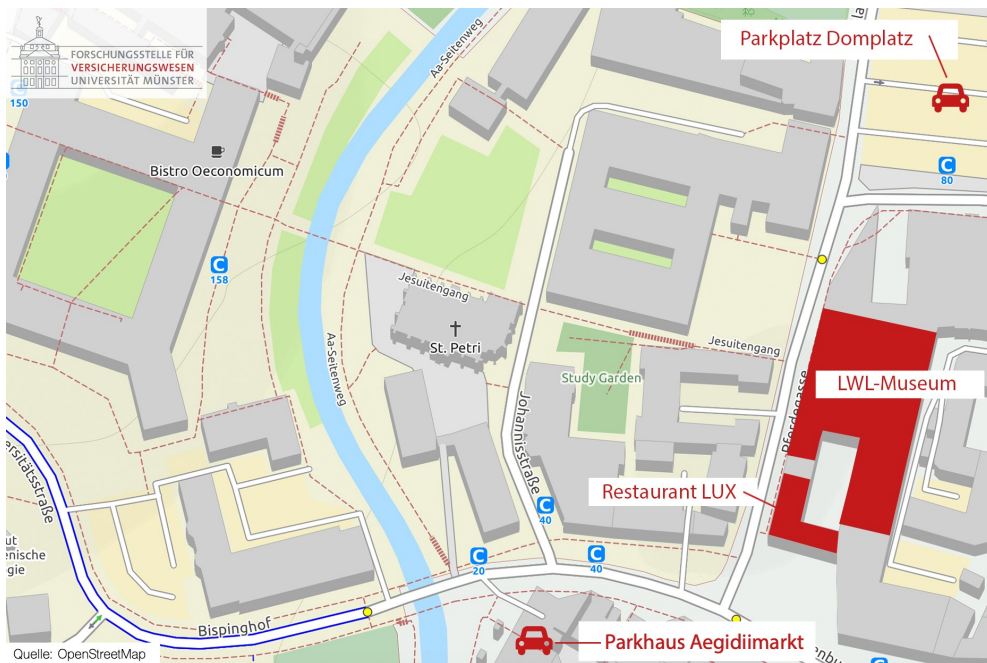 FORSCHUNGSSTELLE FÜR
VERSICHERUNGSWESEN
UNIVERSITÄT MÜNSTER
C
150
Bistro Oeconomicum
C
158
Aa-Seitenweg
Aa-Seitenweg
Jesuitengang
St. Petri
Study Garden
Jesuitengang
Johannisstraße
Pferdegasse
Parkplatz Domplatz
C
80
LWL-Museum
Restaurant LUX
C
40
C
40
C
20
Bispinghof
Parkhaus Aegidiimarkt
Quelle: OpenStreetMap